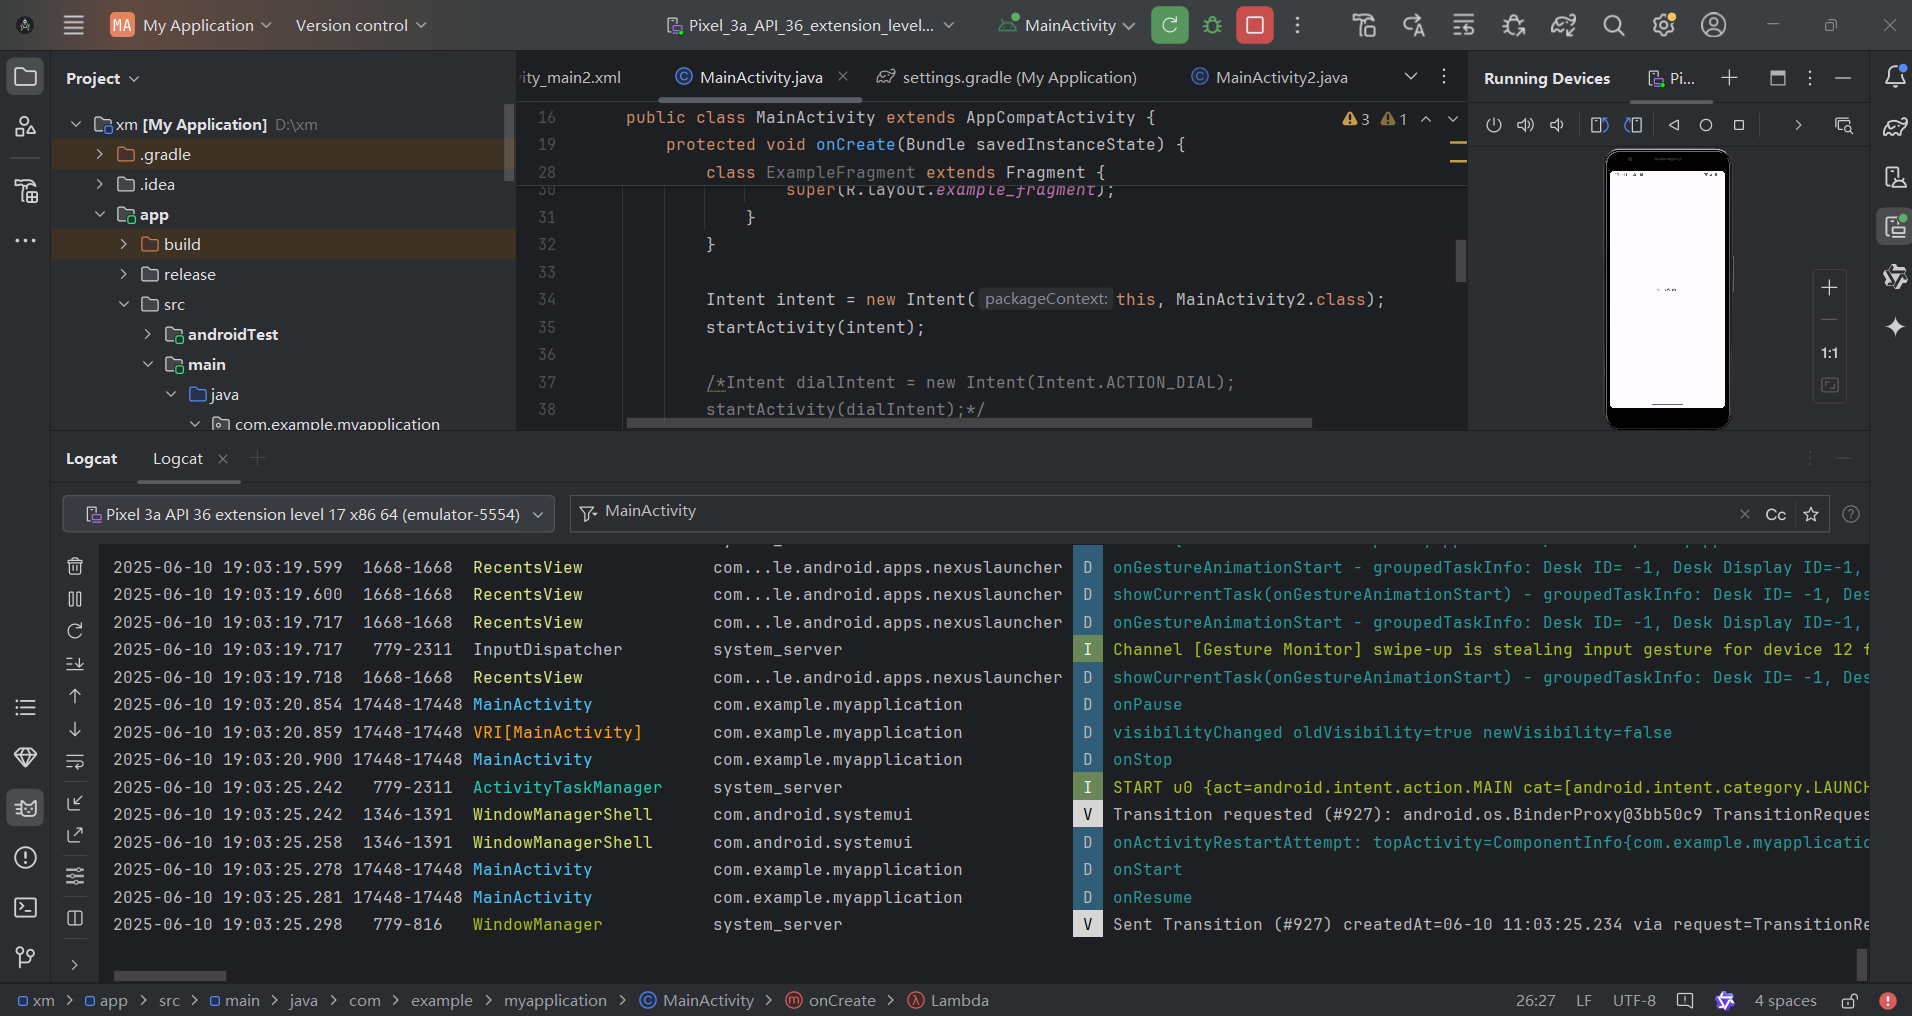 MA My Application
Version control
Pixel_3a_API_36_extension_level...
MainActivity
Project
xm [My Application] D:\xm
.gradle
.idea
app
build
release
src
androidTest
main
java
com.example.myapplication
ity_main2.xml
MainActivity.java
settings.gradle (My Application)
MainActivity2.java
16 public class MainActivity extends AppCompatActivity {
3 1
19 protected void onCreate(Bundle savedInstanceState) {
28 class ExampleFragment extends Fragment {
30 super(R.layout.example_fragment);
31 }
32 }
33
34 Intent intent = new Intent( packageContext: this, MainActivity2.class);
35 startActivity(intent);
36
37 /*Intent dialIntent = new Intent(Intent.ACTION_DIAL);
38 startActivity(dialIntent);*/
Running Devices
Pi...
1:1
Logcat
Logcat
Pixel 3a API 36 extension level 17 x86 64 (emulator-5554)
MainActivity
Cc
2025-06-10 19:03:19.599 1668-1668 RecentsView com...le.android.apps.nexuslauncher D onGestureAnimationStart - groupedTaskInfo: Desk ID= -1, Desk Display ID=-1,
2025-06-10 19:03:19.600 1668-1668 RecentsView com...le.android.apps.nexuslauncher D showCurrentTask(onGestureAnimationStart) - groupedTaskInfo: Desk ID= -1, Des
2025-06-10 19:03:19.717 1668-1668 RecentsView com...le.android.apps.nexuslauncher D onGestureAnimationStart - groupedTaskInfo: Desk ID= -1, Desk Display ID=-1,
2025-06-10 19:03:19.717 779-2311 InputDispatcher system_server I Channel [Gesture Monitor] swipe-up is stealing input gesture for device 12 f
2025-06-10 19:03:19.718 1668-1668 RecentsView com...le.android.apps.nexuslauncher D showCurrentTask(onGestureAnimationStart) - groupedTaskInfo: Desk ID= -1, Des
2025-06-10 19:03:20.854 17448-17448 MainActivity com.example.myapplication D onPause
2025-06-10 19:03:20.859 17448-17448 VRI[MainActivity] com.example.myapplication D visibilityChanged oldVisibility=true newVisibility=false
2025-06-10 19:03:20.900 17448-17448 MainActivity com.example.myapplication D onStop
2025-06-10 19:03:25.242 779-2311 ActivityTaskManager system_server I START u0 {act=android.intent.action.MAIN cat=[android.intent.category.LAUNCH
2025-06-10 19:03:25.242 1346-1391 WindowManagerShell com.android.systemui V Transition requested (#927): android.os.BinderProxy@3bb50c9 TransitionReques
2025-06-10 19:03:25.258 1346-1391 WindowManagerShell com.android.systemui D onActivityRestartAttempt: topActivity=ComponentInfo{com.example.myapplicatio
2025-06-10 19:03:25.278 17448-17448 MainActivity com.example.myapplication D onStart
2025-06-10 19:03:25.281 17448-17448 MainActivity com.example.myapplication D onResume
2025-06-10 19:03:25.298 779-816 WindowManager system_server V Sent Transition (#927) createdAt=06-10 11:03:25.234 via request=TransitionRe
xm > app > src > main > java > com > example > myapplication > MainActivity > onCreate > Lambda
26:27 LF UTF-8 4 spaces